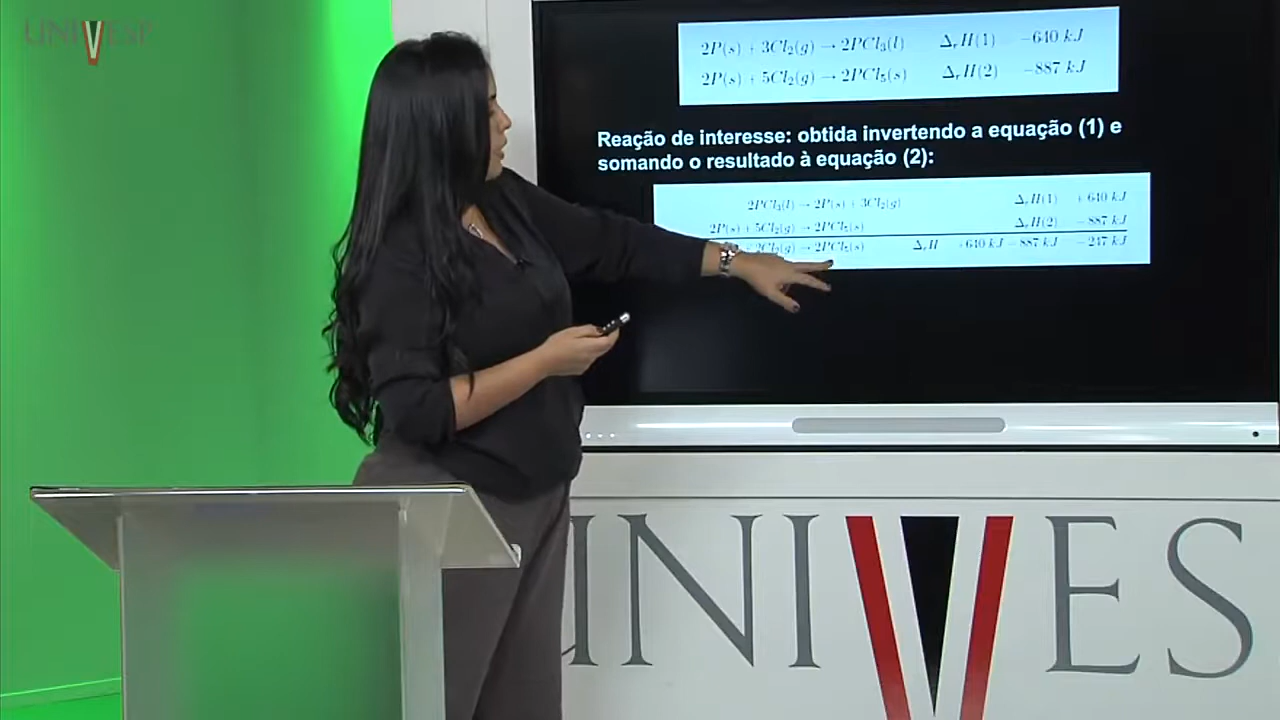 UNIVESP
2P(s) + 3Cl₂(g) → 2PCl₃(l) ΔᵣH(1) −640 kJ
2P(s) + 5Cl₂(g) → 2PCl₅(s) ΔᵣH(2) −887 kJ
Reação de interesse: obtida invertendo a equação (1) e
somando o resultado à equação (2):
2PCl₃(l) → 2P(s) + 3Cl₂(g) ΔᵣH(1) +640 kJ
2P(s) + 5Cl₂(g) → 2PCl₅(s) ΔᵣH(2) −887 kJ
2Cl₂(g) → 2PCl₅(s) ΔᵣH +640 kJ − 887 kJ −247 kJ
UNIVES